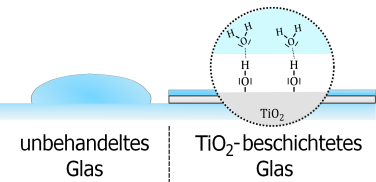 H H H H
O O
H H
|O| |O|
TiO₂
unbehandeltes
Glas
TiO₂-beschichtetes
Glas